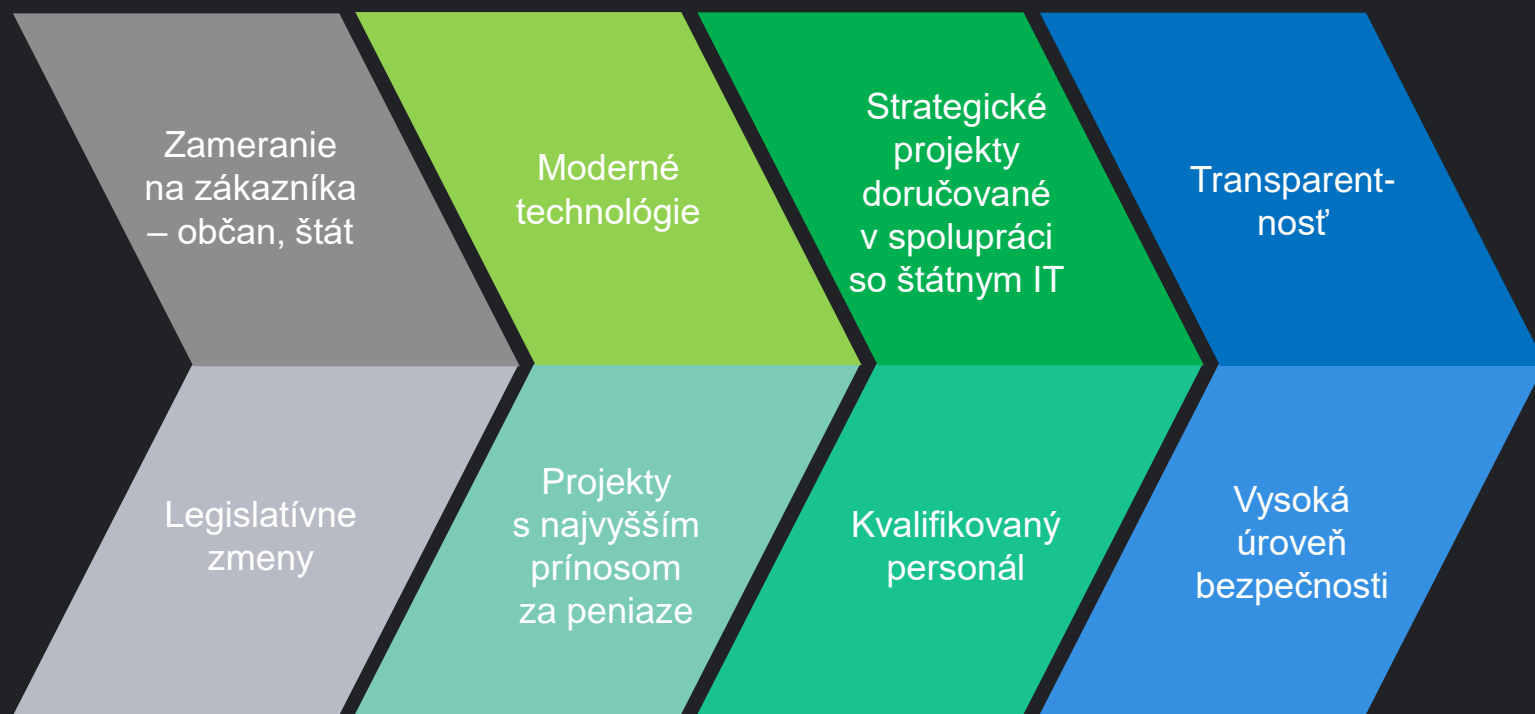 Zameranie
na zákazníka
– občan, štát
Moderné
technológie
Strategické
projekty
doručované
v spolupráci
so štátnym IT
Transparent-
nosť
Legislatívne
zmeny
Projekty
s najvyšším
prínosom
za peniaze
Kvalifikovaný
personál
Vysoká
úroveň
bezpečnosti